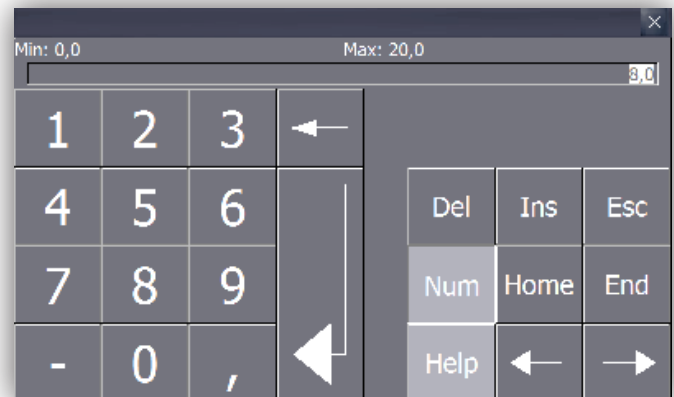 Min: 0,0 Max: 20,0
8,0
1 2 3
4 5 6 Del Ins Esc
7 8 9 Num Home End
- 0 , Help